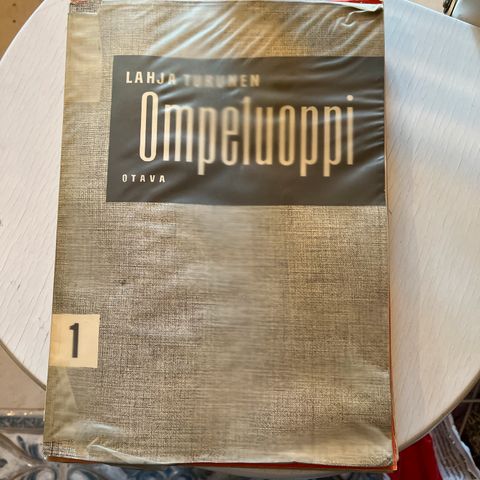 LAHJA TURUNEN
Ompeluoppi
OTAVA
1